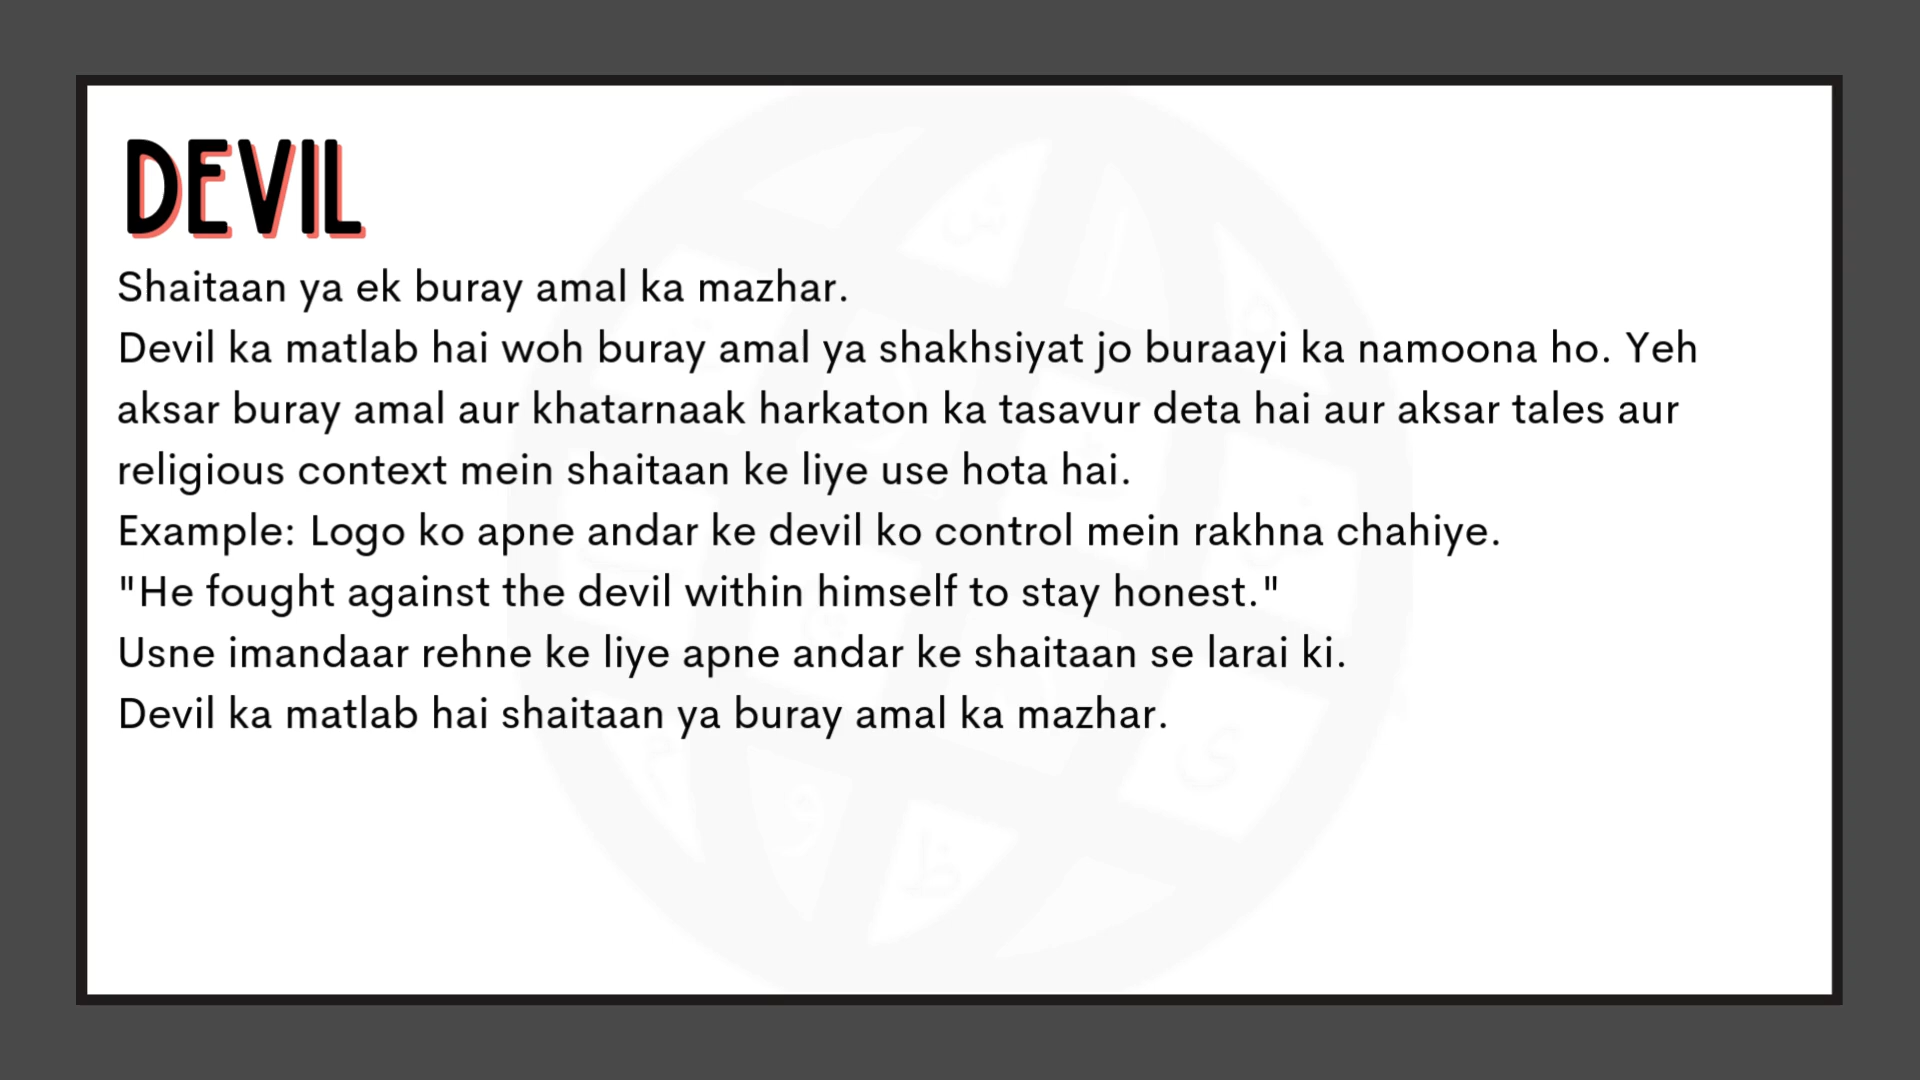 DEVIL
Shaitaan ya ek buray amal ka mazhar.
Devil ka matlab hai woh buray amal ya shakhsiyat jo buraayi ka namoona ho. Yeh
aksar buray amal aur khatarnaak harkaton ka tasavur deta hai aur aksar tales aur
religious context mein shaitaan ke liye use hota hai.
Example: Logo ko apne andar ke devil ko control mein rakhna chahiye.
"He fought against the devil within himself to stay honest."
Usne imandaar rehne ke liye apne andar ke shaitaan se larai ki.
Devil ka matlab hai shaitaan ya buray amal ka mazhar.